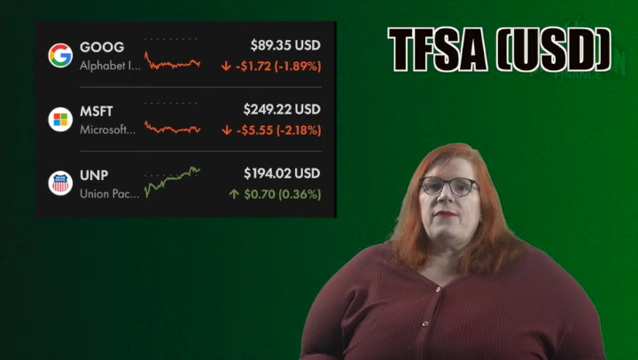 TFSA (USD)
GOOG $89.35 USD
Alphabet I... -$1.72 (-1.89%)
MSFT $249.22 USD
Microsoft... -$5.55 (-2.18%)
UNP $194.02 USD
Union Pac... $0.70 (0.36%)